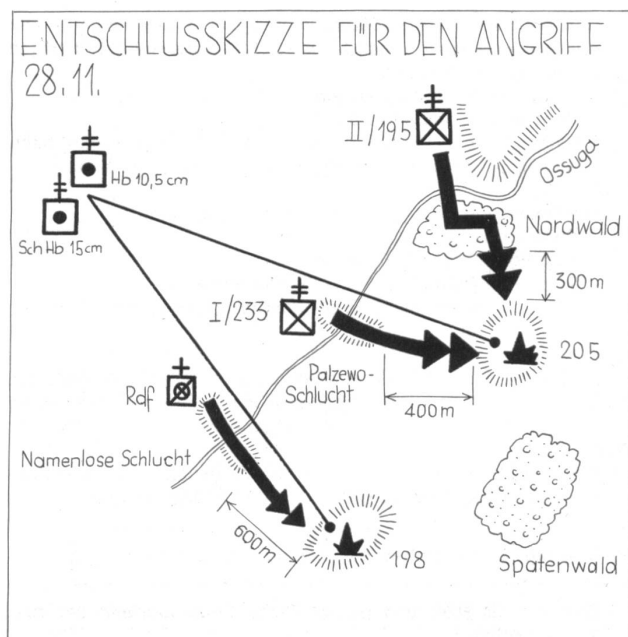 ENTSCHLUSSKIZZE FÜR DEN ANGRIFF
28.11.
II/195
Ossuga
Hb 10,5 cm
Sch Hb 15 cm
Nordwald
300 m
I/233
205
Palzewo-
Schlucht
400 m
Rdf
Namenlose Schlucht
600 m
198
Spatenwald